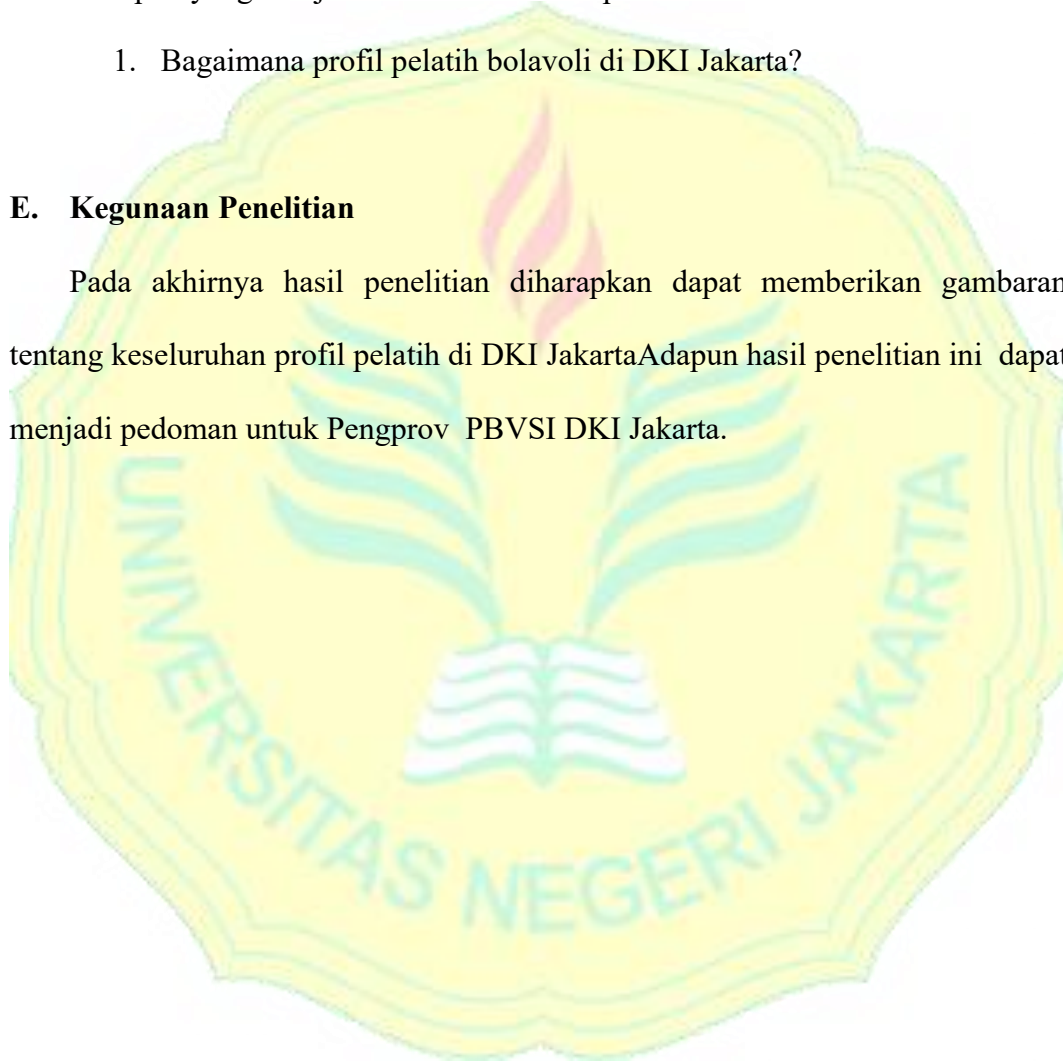 1. Bagaimana profil pelatih bolavoli di DKI Jakarta?
E. Kegunaan Penelitian
Pada akhirnya hasil penelitian diharapkan dapat memberikan gambaran
tentang keseluruhan profil pelatih di DKI JakartaAdapun hasil penelitian ini dapat
menjadi pedoman untuk Pengprov PBVSI DKI Jakarta.
UNIVERSITAS NEGERI JAKARTA